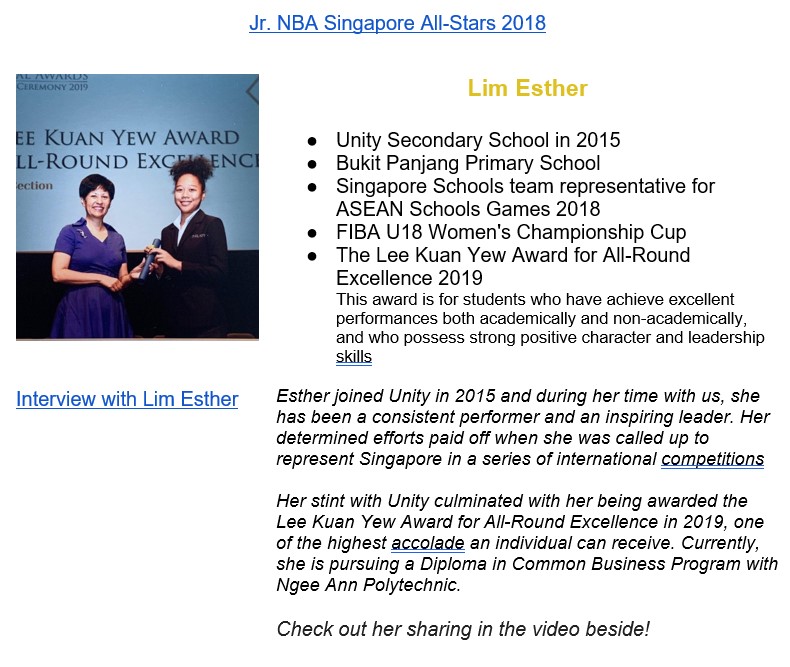 Jr. NBA Singapore All-Stars 2018
AL AWARDS
CEREMONY 2019
EE KUAN YEW AWARD
LL-ROUND EXCELLENCE
ection
Lim Esther
● Unity Secondary School in 2015
● Bukit Panjang Primary School
● Singapore Schools team representative for
ASEAN Schools Games 2018
● FIBA U18 Women's Championship Cup
● The Lee Kuan Yew Award for All-Round
Excellence 2019
This award is for students who have achieve excellent
performances both academically and non-academically,
and who possess strong positive character and leadership
skills
Interview with Lim Esther
Esther joined Unity in 2015 and during her time with us, she
has been a consistent performer and an inspiring leader. Her
determined efforts paid off when she was called up to
represent Singapore in a series of international competitions
Her stint with Unity culminated with her being awarded the
Lee Kuan Yew Award for All-Round Excellence in 2019, one
of the highest accolade an individual can receive. Currently,
she is pursuing a Diploma in Common Business Program with
Ngee Ann Polytechnic.
Check out her sharing in the video beside!